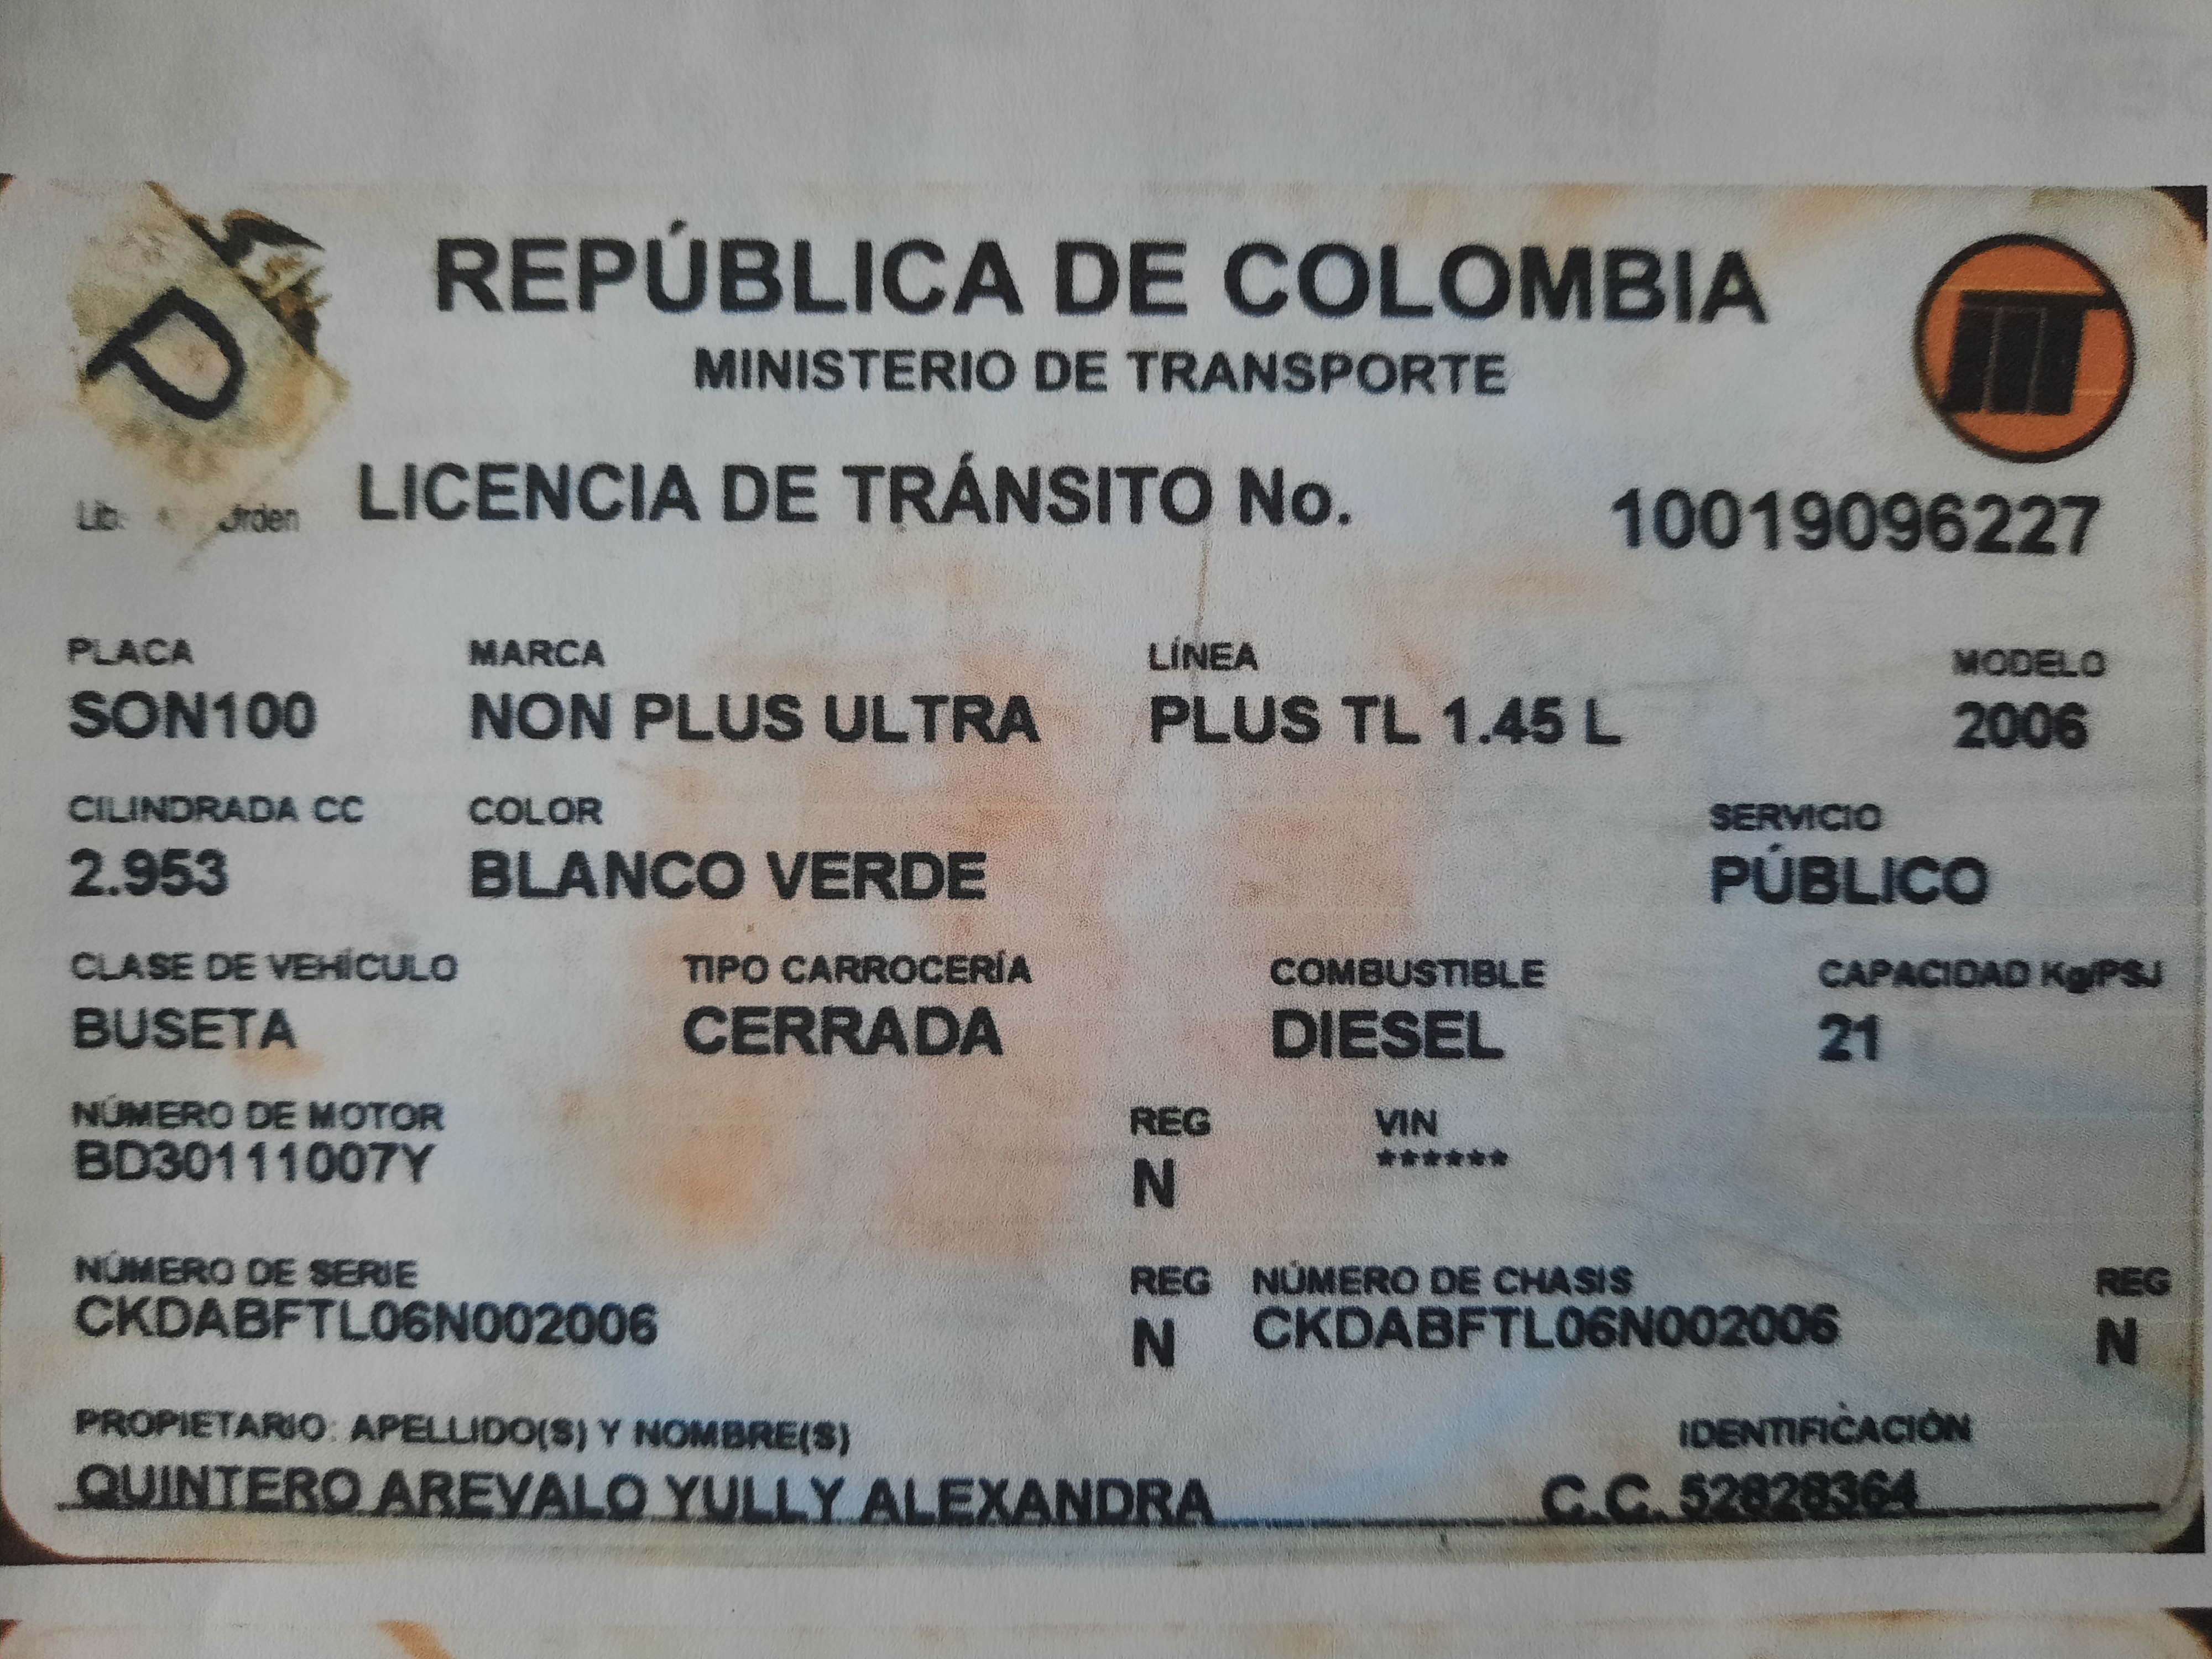 REPÚBLICA DE COLOMBIA
MINISTERIO DE TRANSPORTE
D
Lib Orden
LICENCIA DE TRÁNSITO No. 10019096227
PLACA MARCA LÍNEA MODELO
SON100 NON PLUS ULTRA PLUS TL 1.45 L 2006
CILINDRADA CC COLOR SERVICIO
2.953 BLANCO VERDE PÚBLICO
CLASE DE VEHÍCULO TIPO CARROCERÍA COMBUSTIBLE CAPACIDAD Kg/PSJ
BUSETA CERRADA DIESEL 21
NÚMERO DE MOTOR REG VIN
BD30111007Y N ******
NÚMERO DE SERIE REG NÚMERO DE CHASIS REG
CKDABFTL06N002006 N CKDABFTL06N002006 N
PROPIETARIO: APELLIDO(S) Y NOMBRE(S) IDENTIFICACIÓN
QUINTERO AREVALO YULLY ALEXANDRA C.C. 52828364